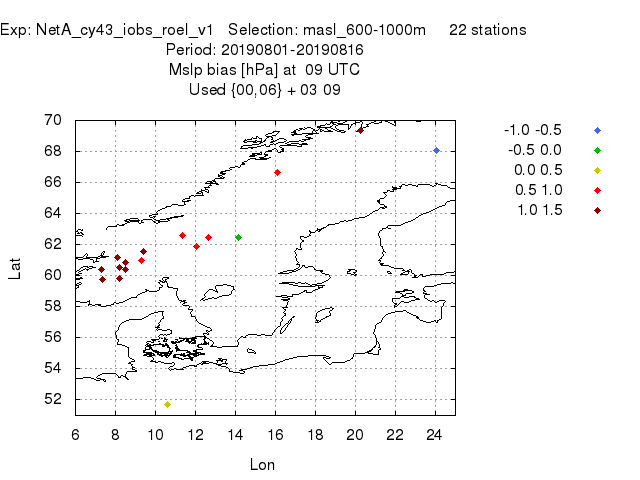 Exp: NetA_cy43_iobs_roel_v1   Selection: masl_600-1000m     22 stations
Period: 20190801-20190816
Mslp bias [hPa] at  09 UTC
Used {00,06} + 03 09
-1.0 -0.5
-0.5 0.0
0.0 0.5
0.5 1.0
1.0 1.5
70
68
66
64
62
60
58
56
54
52
Lat
6 8 10 12 14 16 18 20 22 24
Lon